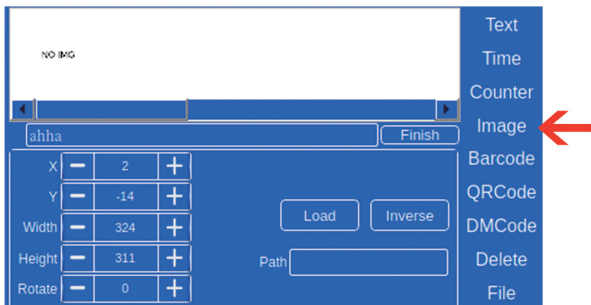 NO IMG
ahha
Finish
X
2
Y
-14
Width
324
Height
311
Rotate
0
Load
Inverse
Path
Text
Time
Counter
Image
Barcode
QRCode
DMCode
Delete
File